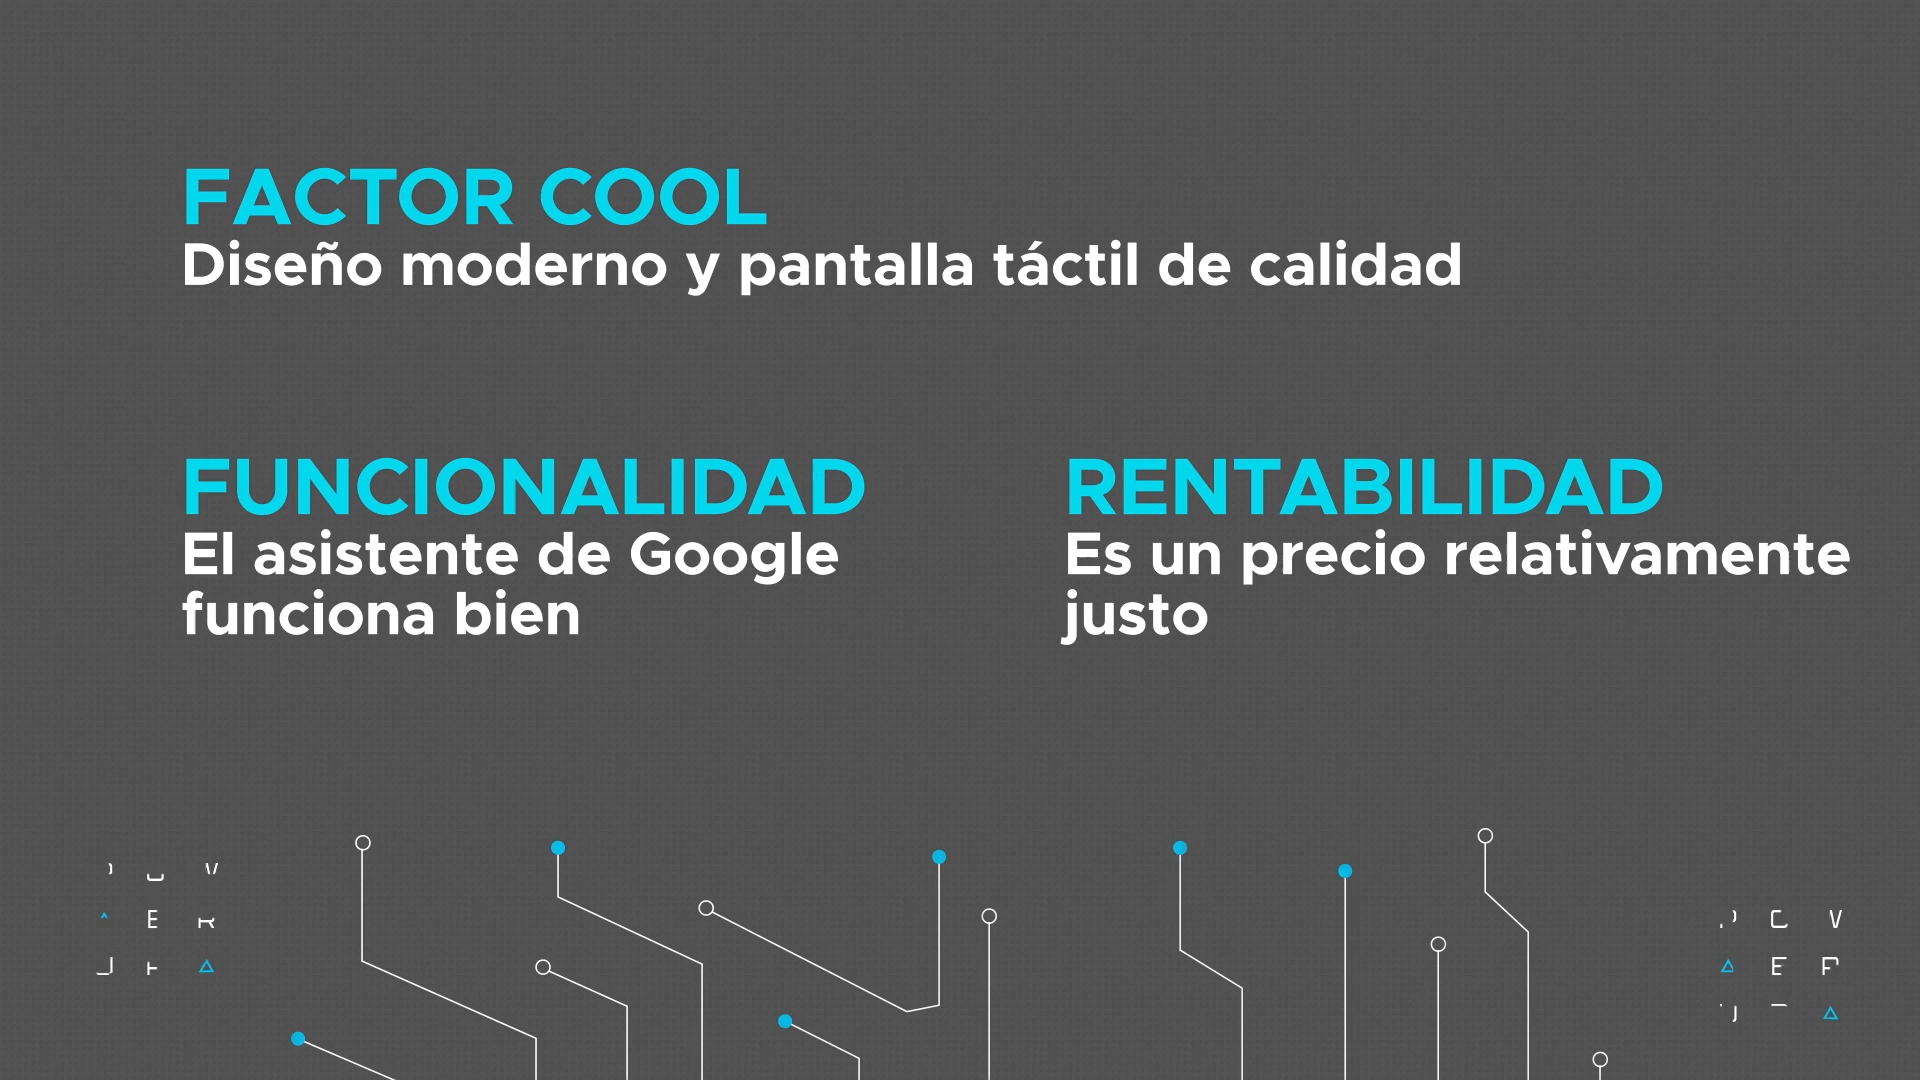 FACTOR COOL
Diseño moderno y pantalla táctil de calidad
FUNCIONALIDAD
El asistente de Google
funciona bien
RENTABILIDAD
Es un precio relativamente
justo